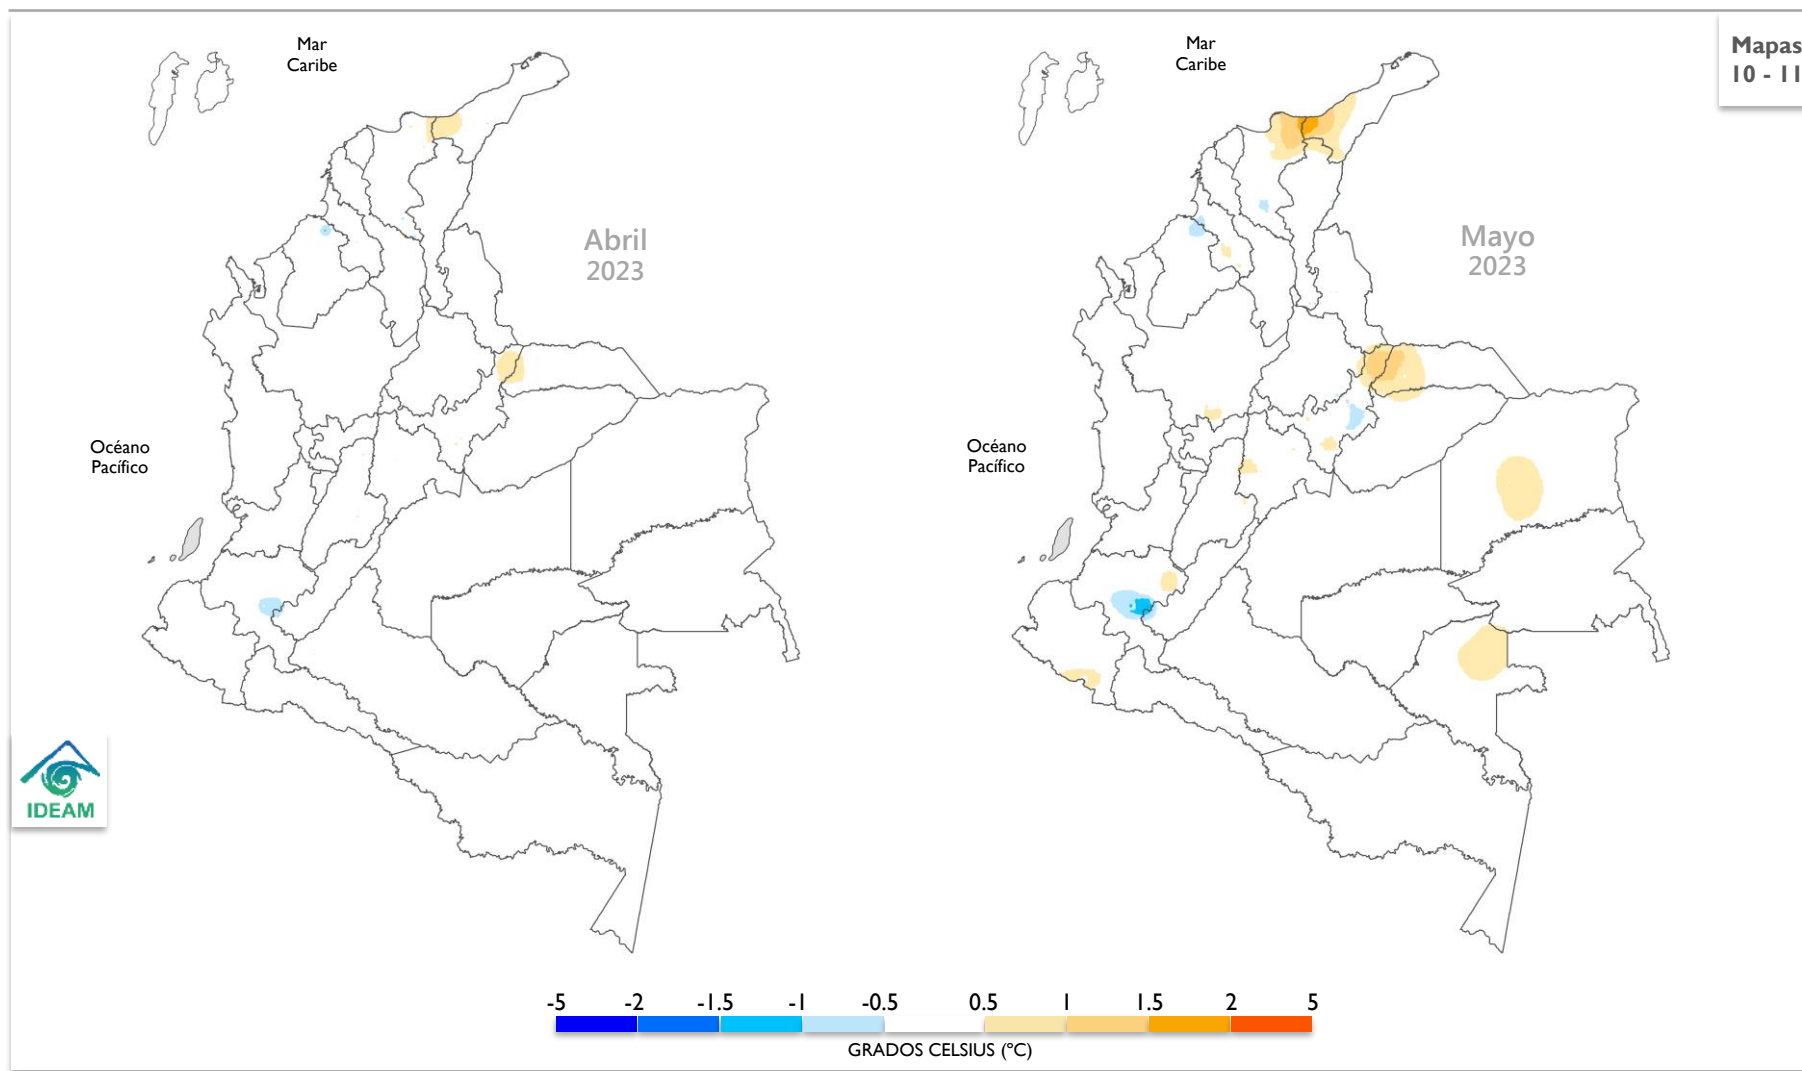 Mar
Caribe
Mar
Caribe
Mapas
10 - 11
Abril
2023
Mayo
2023
Océano
Pacífico
Océano
Pacífico
IDEAM
-5 -2 -1.5 -1 -0.5 0.5 1 1.5 2 5
GRADOS CELSIUS (°C)